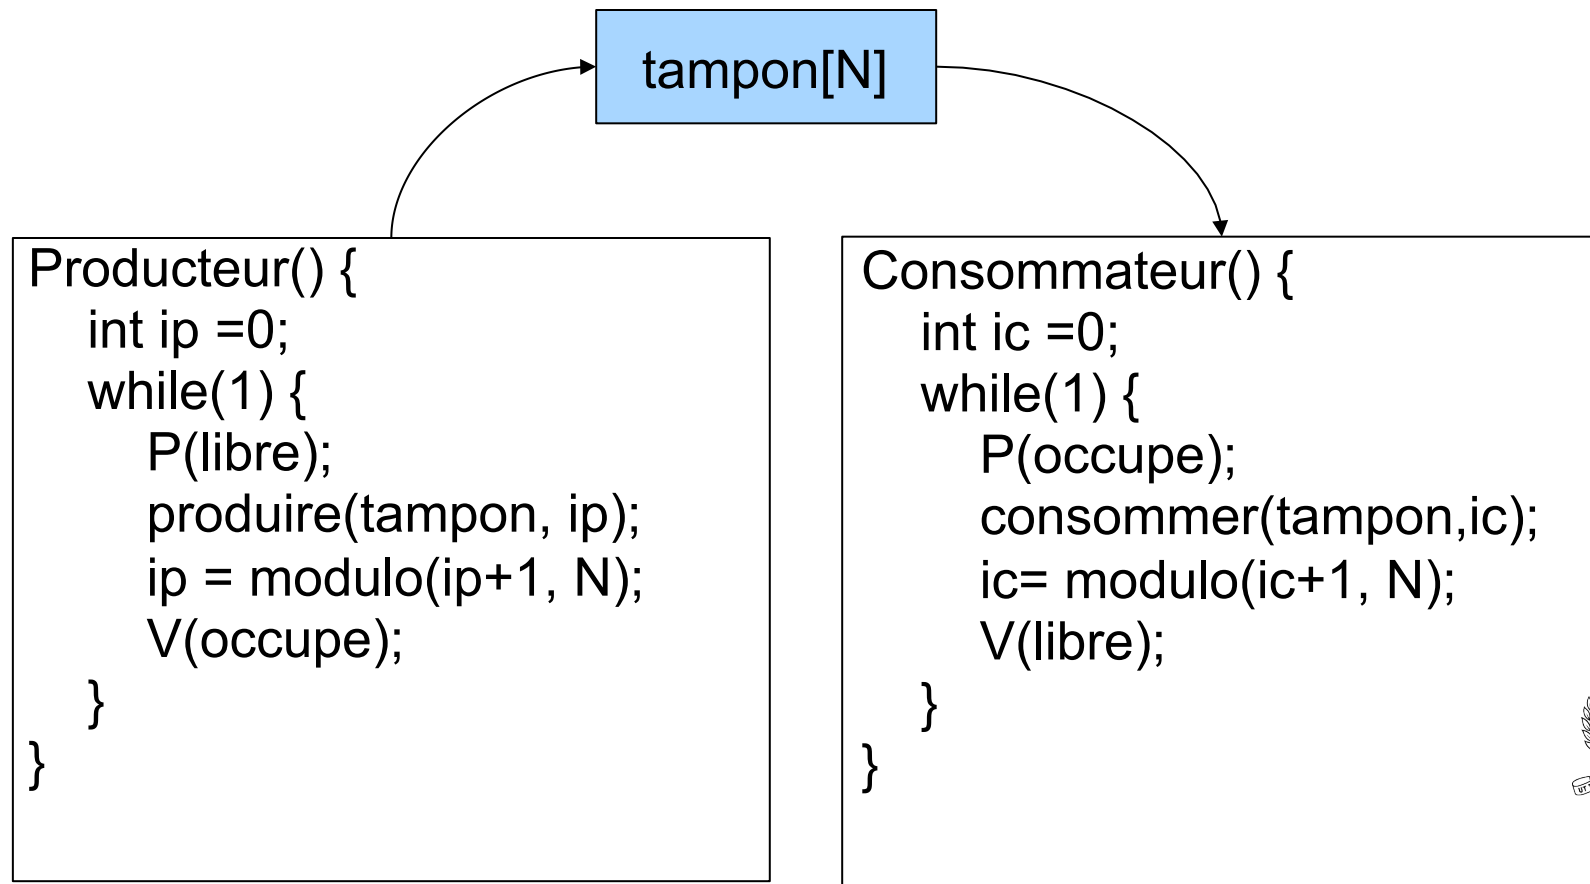 tampon[N]
Producteur() {
int ip =0;
while(1) {
P(libre);
produire(tampon, ip);
ip = modulo(ip+1, N);
V(occupe);
}
}
Consommateur() {
int ic =0;
while(1) {
P(occupe);
consommer(tampon,ic);
ic= modulo(ic+1, N);
V(libre);
}
}